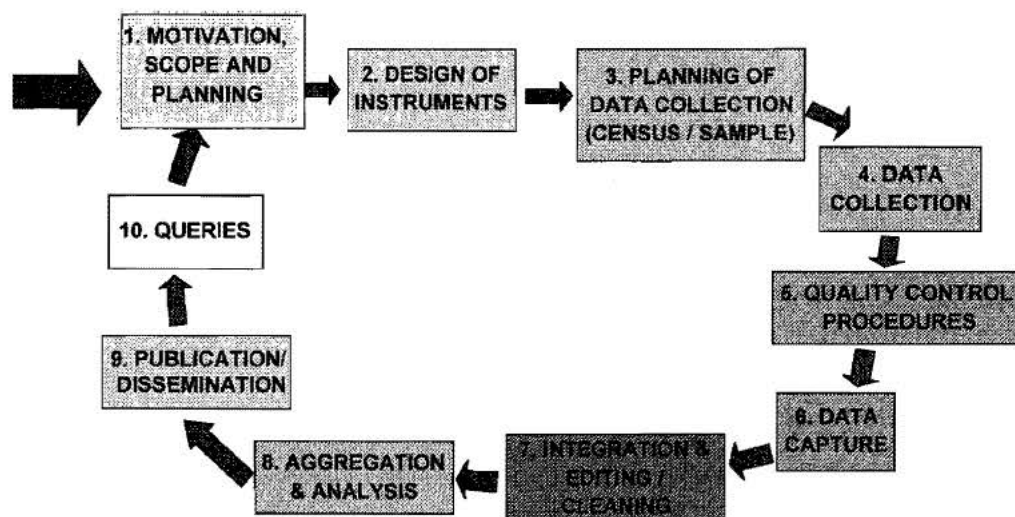 1. MOTIVATION,
SCOPE AND
PLANNING
2. DESIGN OF
INSTRUMENTS
3. PLANNING OF
DATA COLLECTION
(CENSUS / SAMPLE)
4. DATA
COLLECTION
5. QUALITY CONTROL
PROCEDURES
6. DATA
CAPTURE
7. INTEGRATION &
EDITING /
CLEANING
8. AGGREGATION
& ANALYSIS
9. PUBLICATION/
DISSEMINATION
10. QUERIES